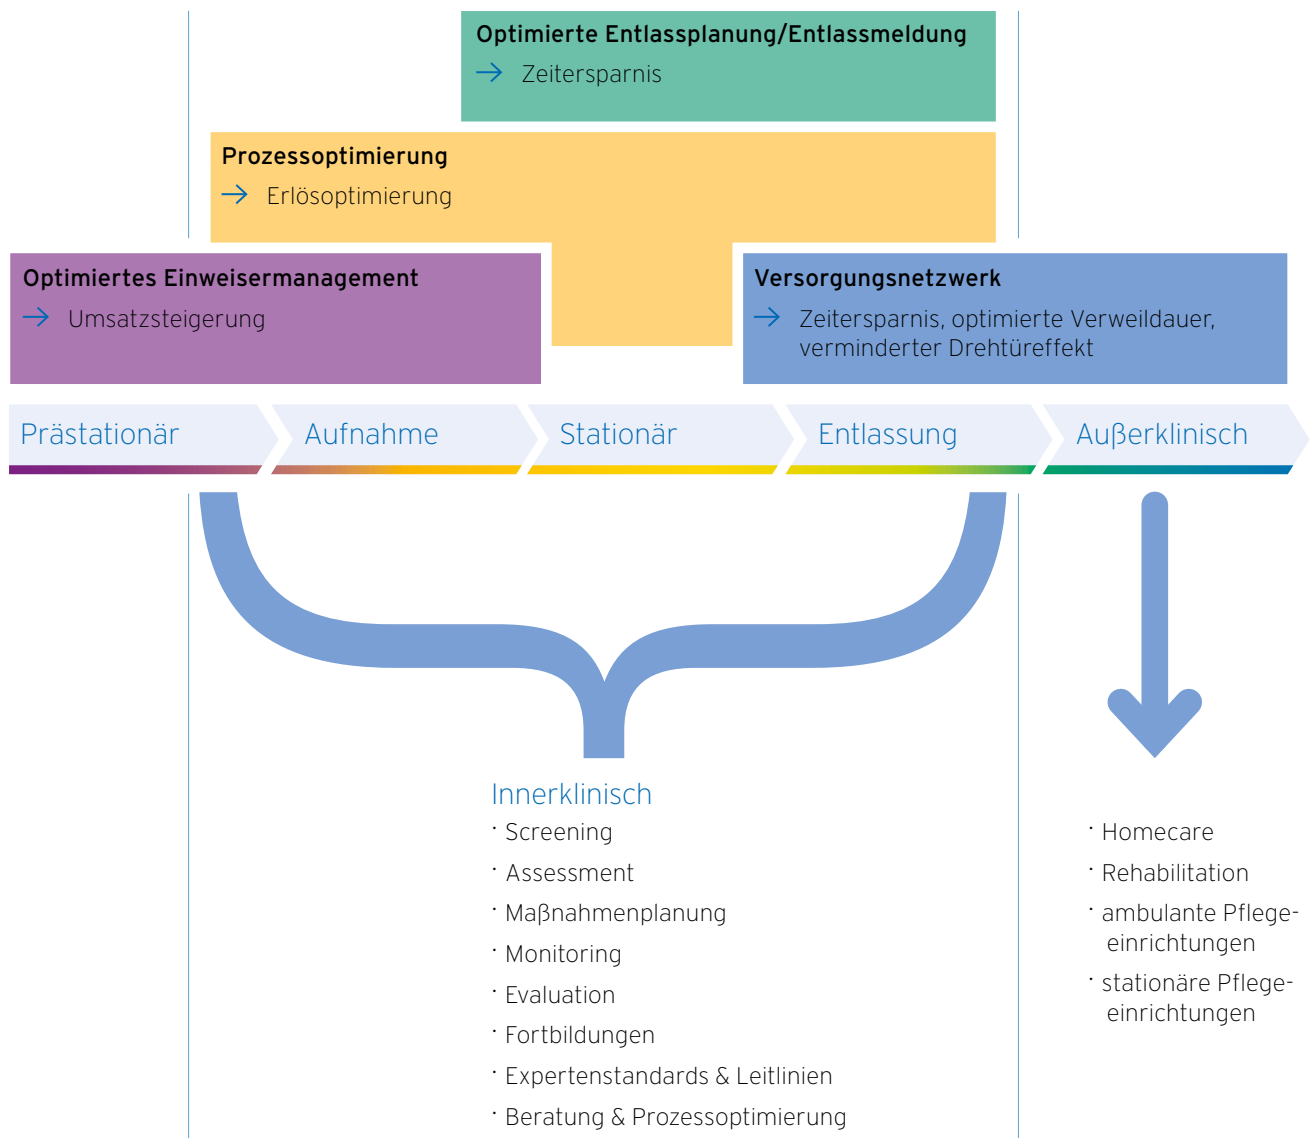 Optimierte Entlassplanung/Entlassmeldung
→ Zeitersparnis
Prozessoptimierung
→ Erlösoptimierung
Optimiertes Einweisermanagement
→ Umsatzsteigerung
Versorgungsnetzwerk
→ Zeitersparnis, optimierte Verweildauer,
verminderter Drehtüreffekt
Prästationär
Aufnahme
Stationär
Entlassung
Außerklinisch
Innerklinisch
· Screening
· Assessment
· Maßnahmenplanung
· Monitoring
· Evaluation
· Fortbildungen
· Expertenstandards & Leitlinien
· Beratung & Prozessoptimierung
· Homecare
· Rehabilitation
· ambulante Pflege-
einrichtungen
· stationäre Pflege-
einrichtungen